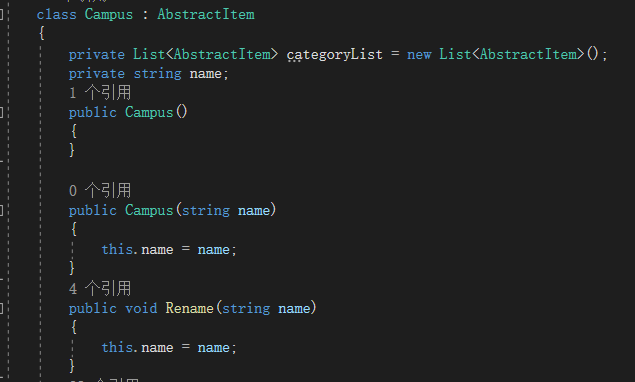 class Campus : AbstractItem
{
private List<AbstractItem> categoryList = new List<AbstractItem>();
private string name;
1 个引用
public Campus()
{
}
0 个引用
public Campus(string name)
{
this.name = name;
}
4 个引用
public void Rename(string name)
{
this.name = name;
}